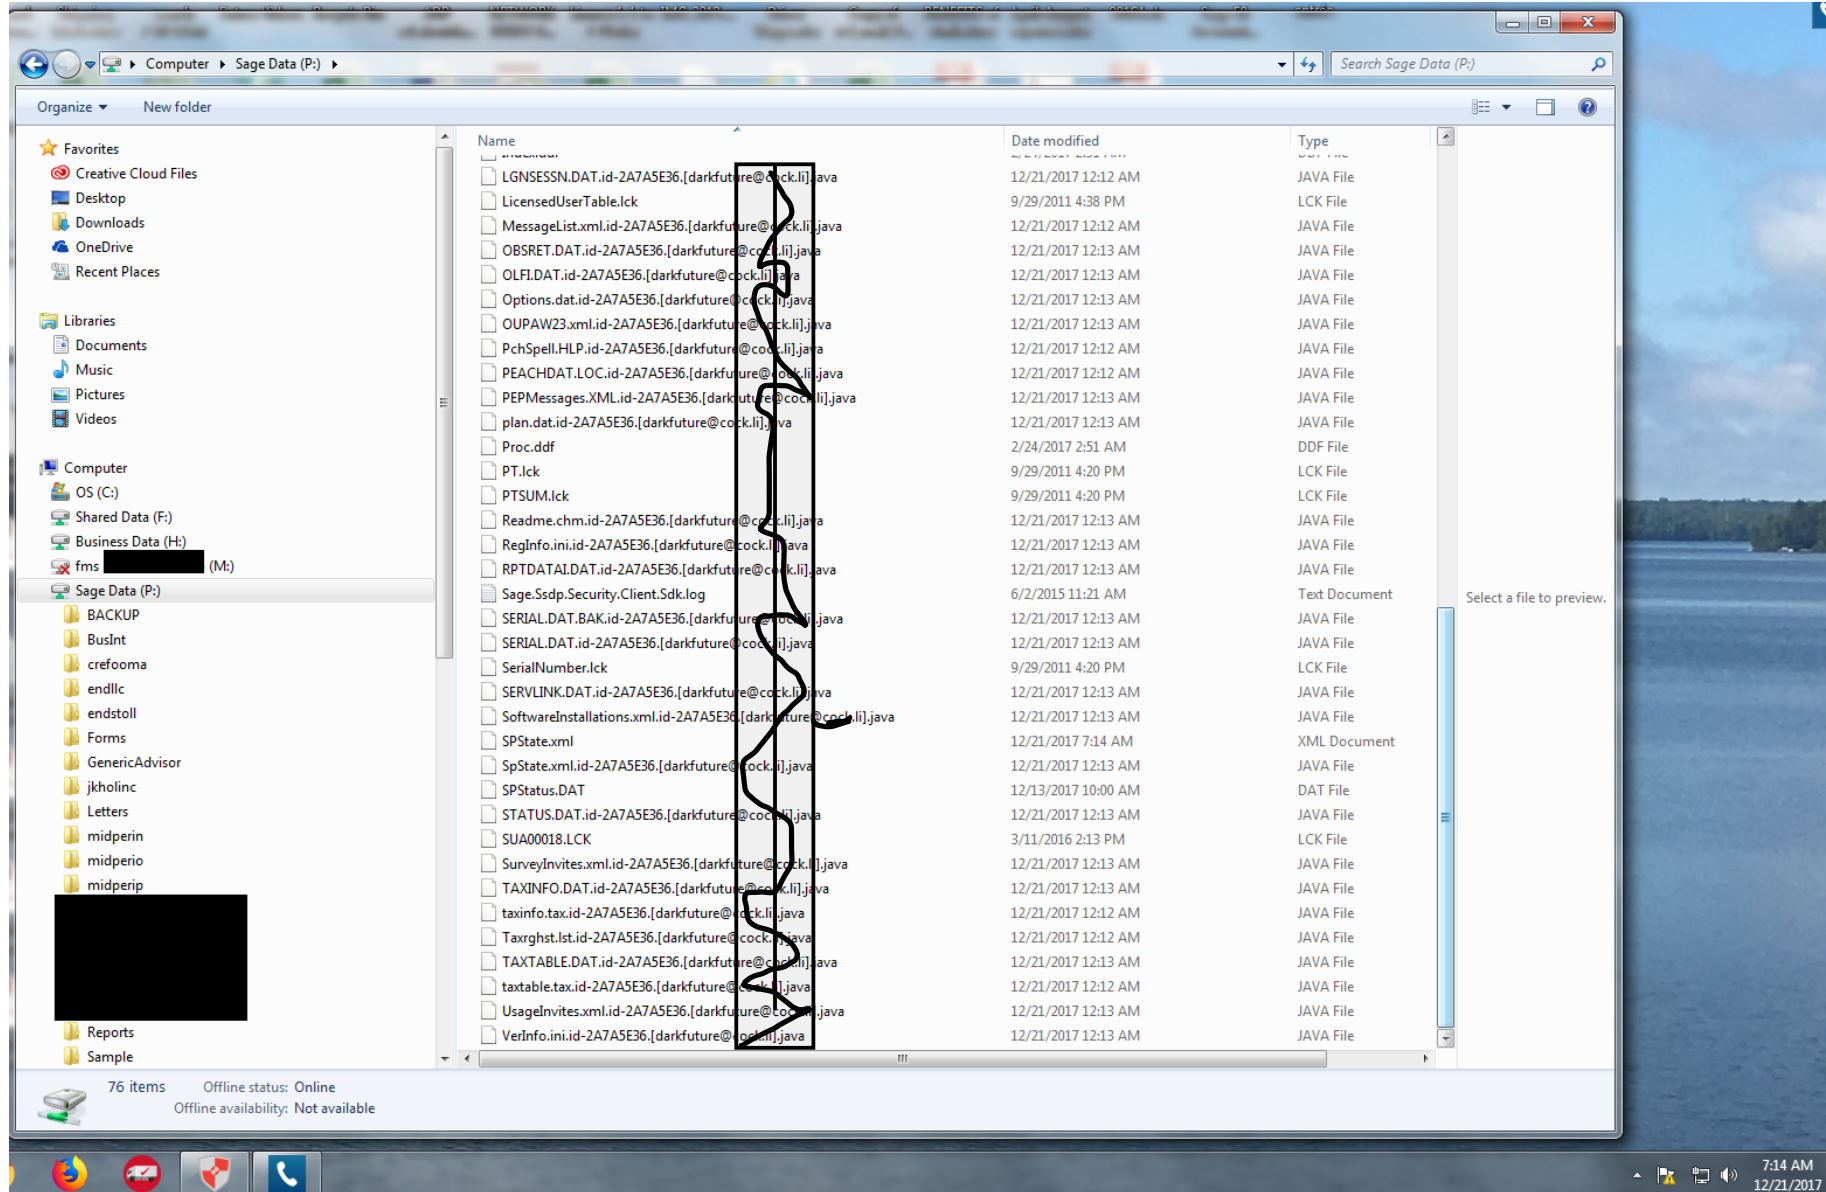 Computer Sage Data (P:)
Search Sage Data (P:)
Organize New folder
Favorites
Creative Cloud Files
Desktop
Downloads
OneDrive
Recent Places
Libraries
Documents
Music
Pictures
Videos
Computer
OS (C:)
Shared Data (F:)
Business Data (H:)
fms (M:)
Sage Data (P:)
BACKUP
BusInt
crefooma
endllc
endstoll
Forms
GenericAdvisor
jkholinc
Letters
midperin
midperio
midperip
Reports
Sample
Name Date modified Type
LGNSESSN.DAT.id-2A7A5E36.[darkfuture@cock.li].java 12/21/2017 12:12 AM JAVA File
LicensedUserTable.lck 9/29/2011 4:38 PM LCK File
MessageList.xml.id-2A7A5E36.[darkfuture@cock.li].java 12/21/2017 12:12 AM JAVA File
OBSRET.DAT.id-2A7A5E36.[darkfuture@cock.li].java 12/21/2017 12:13 AM JAVA File
OLFI.DAT.id-2A7A5E36.[darkfuture@cock.li].java 12/21/2017 12:13 AM JAVA File
Options.dat.id-2A7A5E36.[darkfuture@cock.li].java 12/21/2017 12:13 AM JAVA File
OUPAW23.xml.id-2A7A5E36.[darkfuture@cock.li].java 12/21/2017 12:13 AM JAVA File
PchSpell.HLP.id-2A7A5E36.[darkfuture@cock.li].java 12/21/2017 12:12 AM JAVA File
PEACHDAT.LOC.id-2A7A5E36.[darkfuture@cock.li].java 12/21/2017 12:12 AM JAVA File
PEPMessages.XML.id-2A7A5E36.[darkfuture@cock.li].java 12/21/2017 12:13 AM JAVA File
plan.dat.id-2A7A5E36.[darkfuture@cock.li].java 12/21/2017 12:13 AM JAVA File
Proc.ddf 2/24/2017 2:51 AM DDF File
PT.lck 9/29/2011 4:20 PM LCK File
PTSUM.lck 9/29/2011 4:20 PM LCK File
Readme.chm.id-2A7A5E36.[darkfuture@cock.li].java 12/21/2017 12:13 AM JAVA File
RegInfo.ini.id-2A7A5E36.[darkfuture@cock.li].java 12/21/2017 12:13 AM JAVA File
RPTDATAI.DAT.id-2A7A5E36.[darkfuture@cock.li].java 12/21/2017 12:13 AM JAVA File
Sage.Ssdp.Security.Client.Sdk.log 6/2/2015 11:21 AM Text Document
SERIAL.DAT.BAK.id-2A7A5E36.[darkfuture@cock.li].java 12/21/2017 12:13 AM JAVA File
SERIAL.DAT.id-2A7A5E36.[darkfuture@cock.li].java 12/21/2017 12:13 AM JAVA File
SerialNumber.lck 9/29/2011 4:20 PM LCK File
SERVLINK.DAT.id-2A7A5E36.[darkfuture@cock.li].java 12/21/2017 12:13 AM JAVA File
SoftwareInstallations.xml.id-2A7A5E36.[darkfuture@cock.li].java 12/21/2017 12:13 AM JAVA File
SPState.xml 12/21/2017 7:14 AM XML Document
SpState.xml.id-2A7A5E36.[darkfuture@cock.li].java 12/21/2017 12:13 AM JAVA File
SPStatus.DAT 12/13/2017 10:00 AM DAT File
STATUS.DAT.id-2A7A5E36.[darkfuture@cock.li].java 12/21/2017 12:13 AM JAVA File
SUA00018.LCK 3/11/2016 2:13 PM LCK File
SurveyInvites.xml.id-2A7A5E36.[darkfuture@cock.li].java 12/21/2017 12:13 AM JAVA File
TAXINFO.DAT.id-2A7A5E36.[darkfuture@cock.li].java 12/21/2017 12:13 AM JAVA File
taxinfo.tax.id-2A7A5E36.[darkfuture@cock.li].java 12/21/2017 12:12 AM JAVA File
Taxrghst.lst.id-2A7A5E36.[darkfuture@cock.li].java 12/21/2017 12:12 AM JAVA File
TAXTABLE.DAT.id-2A7A5E36.[darkfuture@cock.li].java 12/21/2017 12:13 AM JAVA File
taxtable.tax.id-2A7A5E36.[darkfuture@cock.li].java 12/21/2017 12:12 AM JAVA File
UsageInvites.xml.id-2A7A5E36.[darkfuture@cock.li].java 12/21/2017 12:13 AM JAVA File
VerInfo.ini.id-2A7A5E36.[darkfuture@cock.li].java 12/21/2017 12:13 AM JAVA File
Select a file to preview.
76 items Offline status: Online
Offline availability: Not available
7:14 AM
12/21/2017